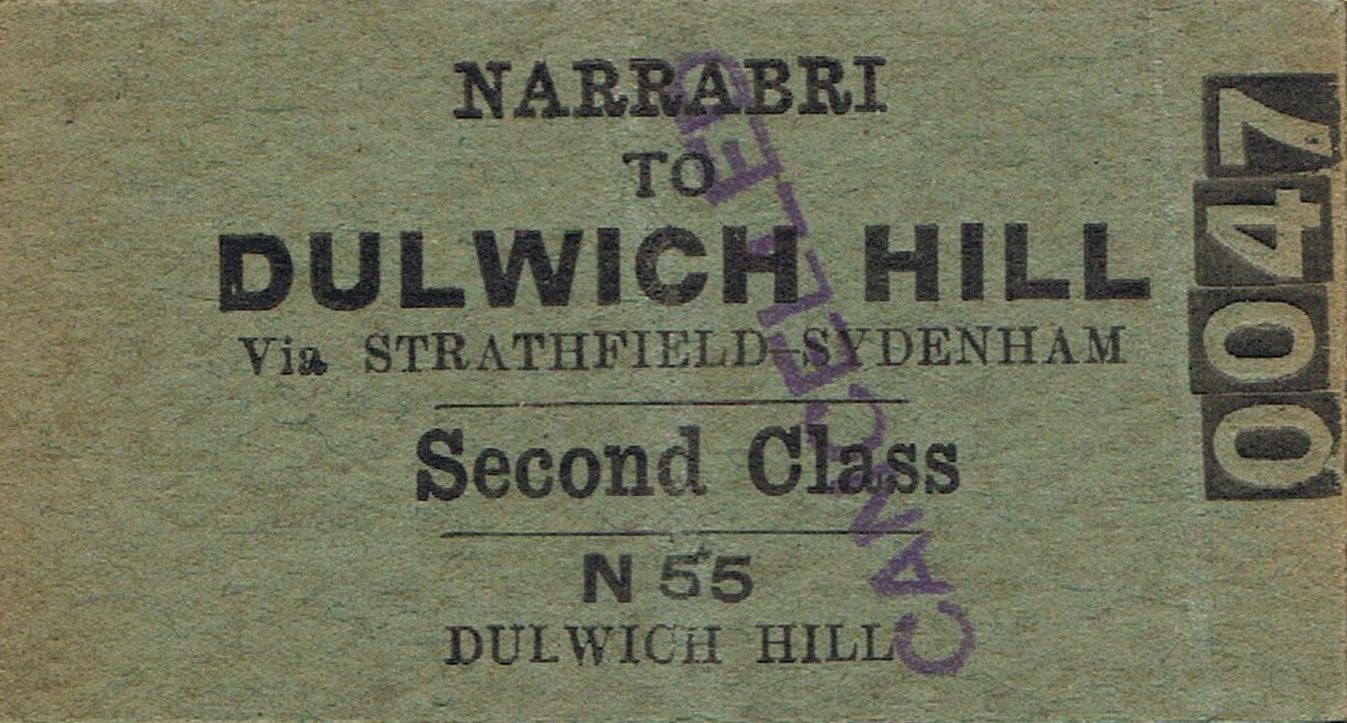 NARRABRI
TO
DULWICH HILL
Via STRATHFIELD–SYDENHAM
Second Class
N 55
DULWICH HILL
CANCELLED
0047